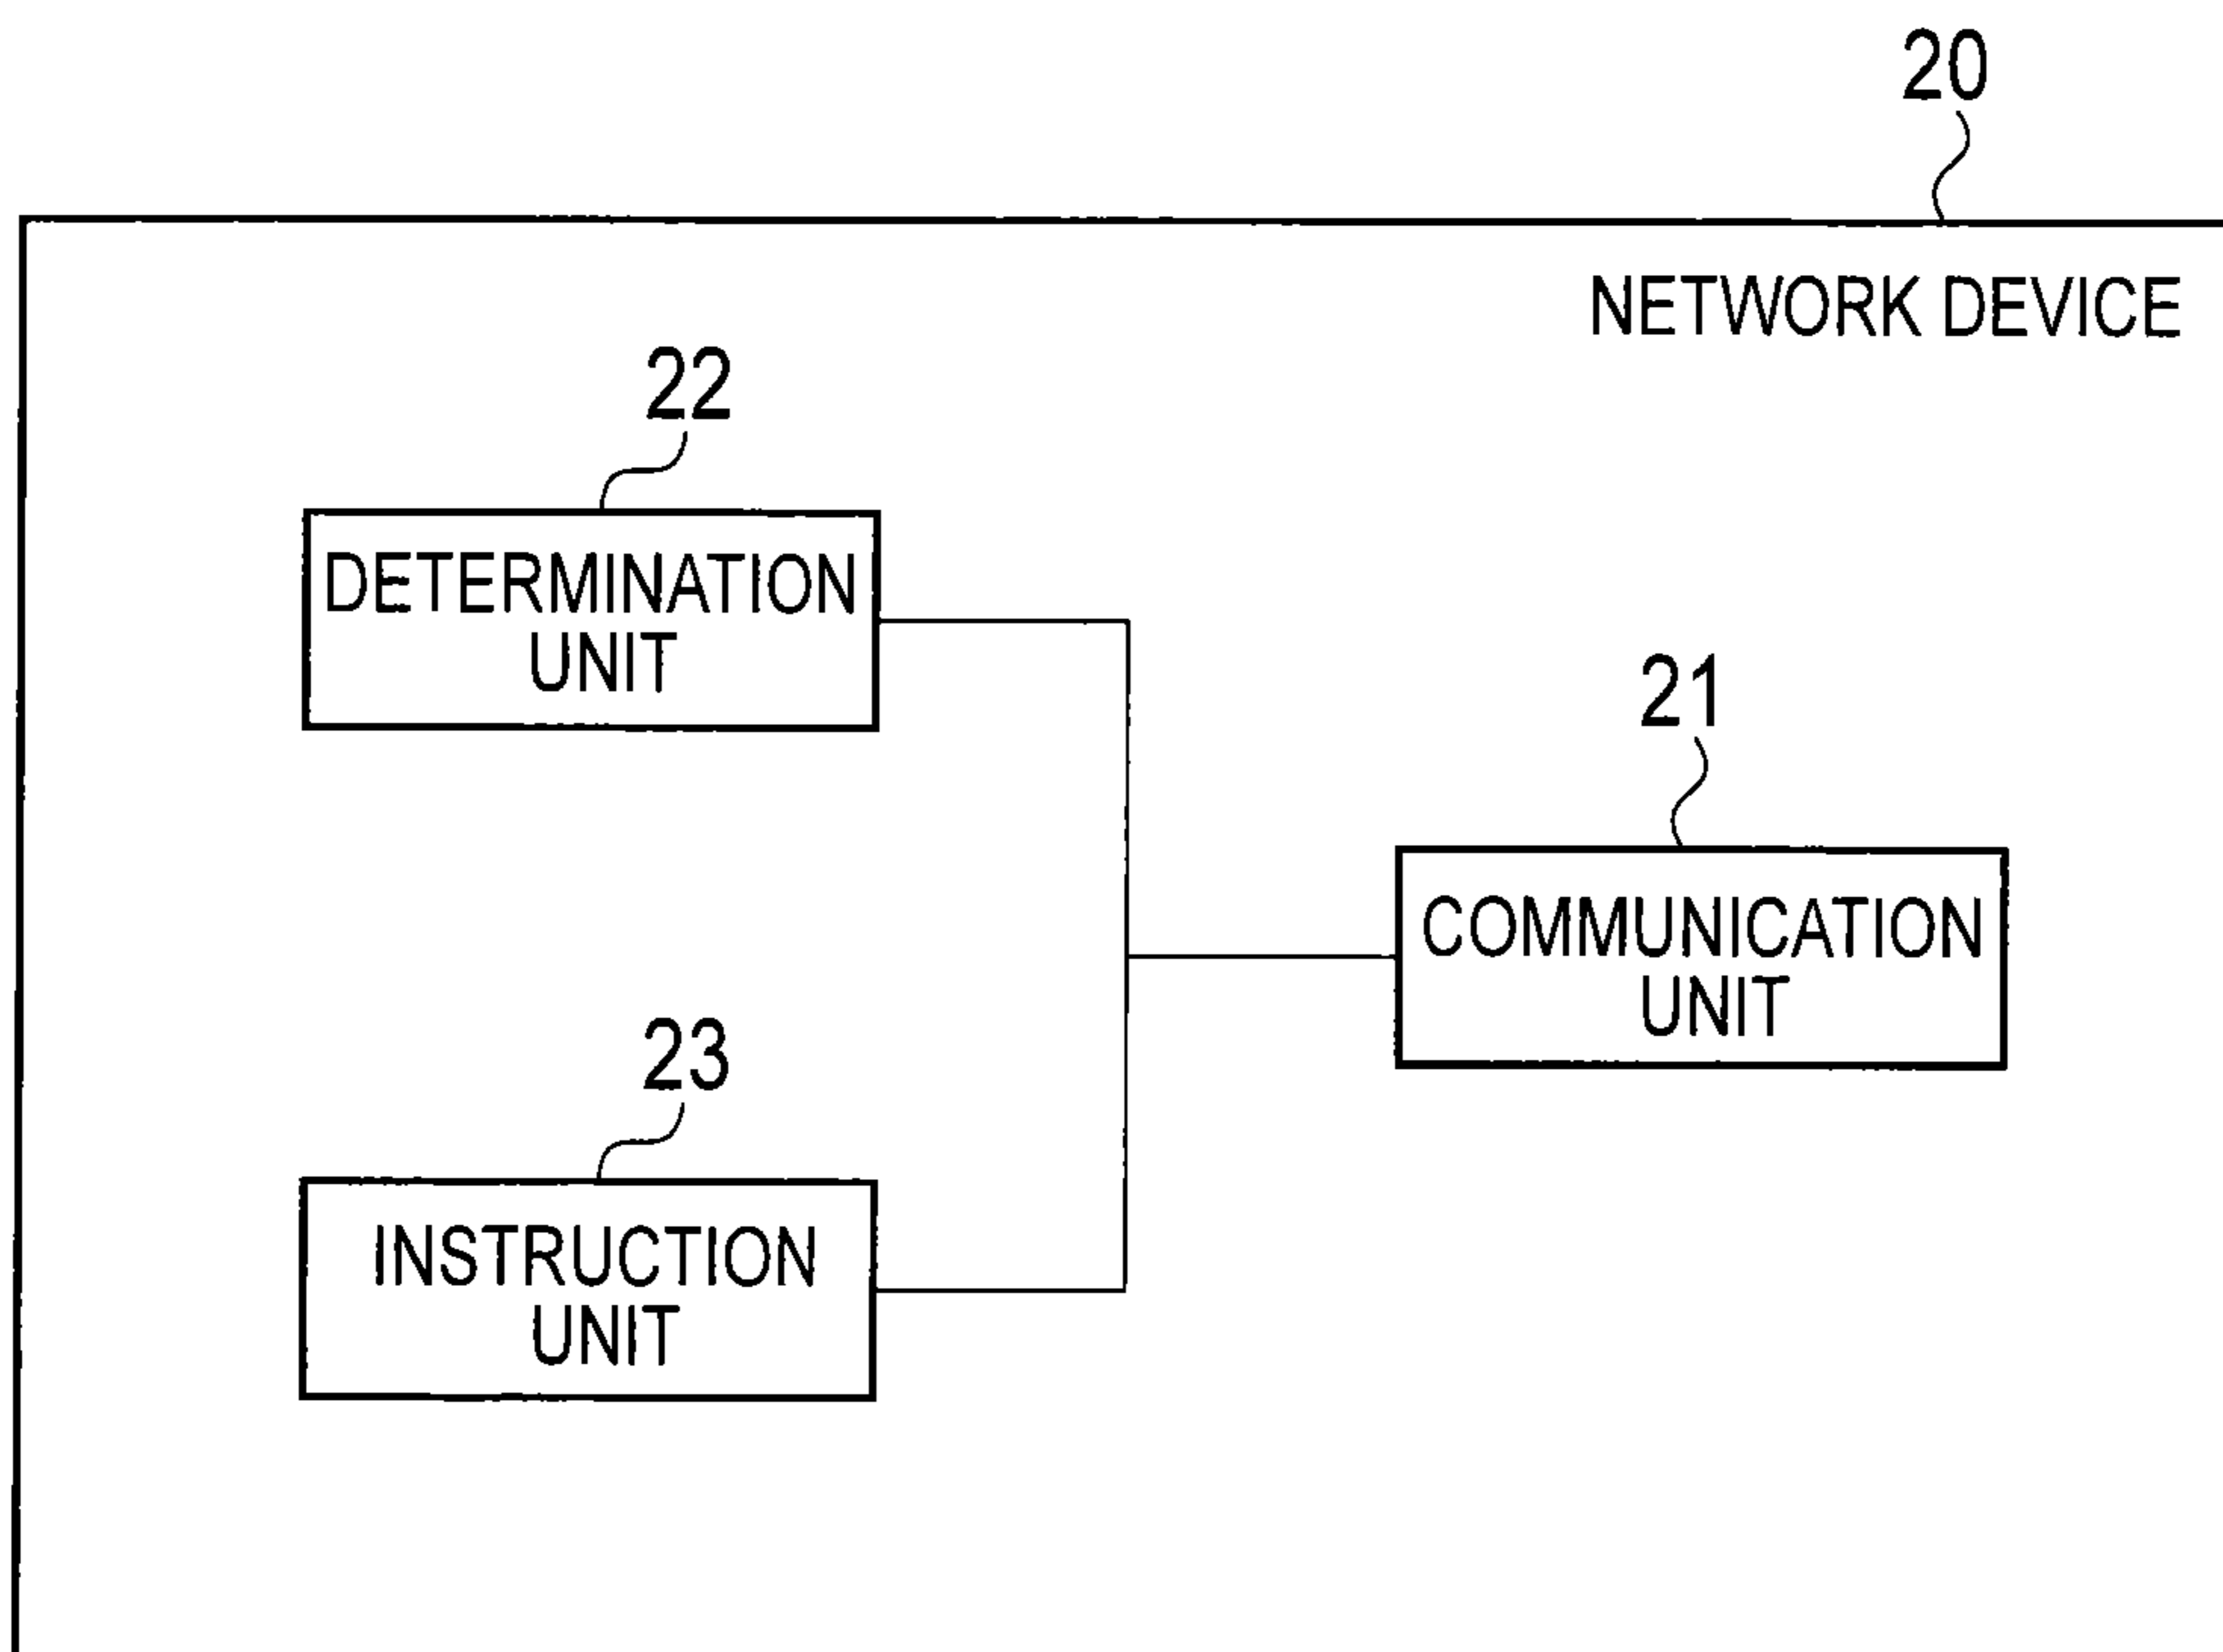 20
NETWORK DEVICE
22
DETERMINATION
UNIT
21
COMMUNICATION
UNIT
23
INSTRUCTION
UNIT